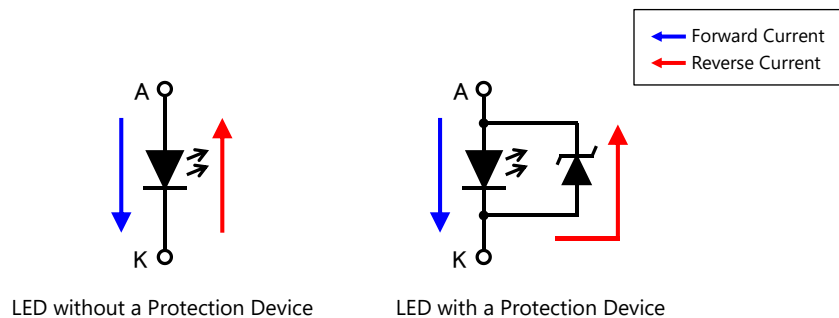 Forward Current
Reverse Current
A
K
LED without a Protection Device
A
K
LED with a Protection Device